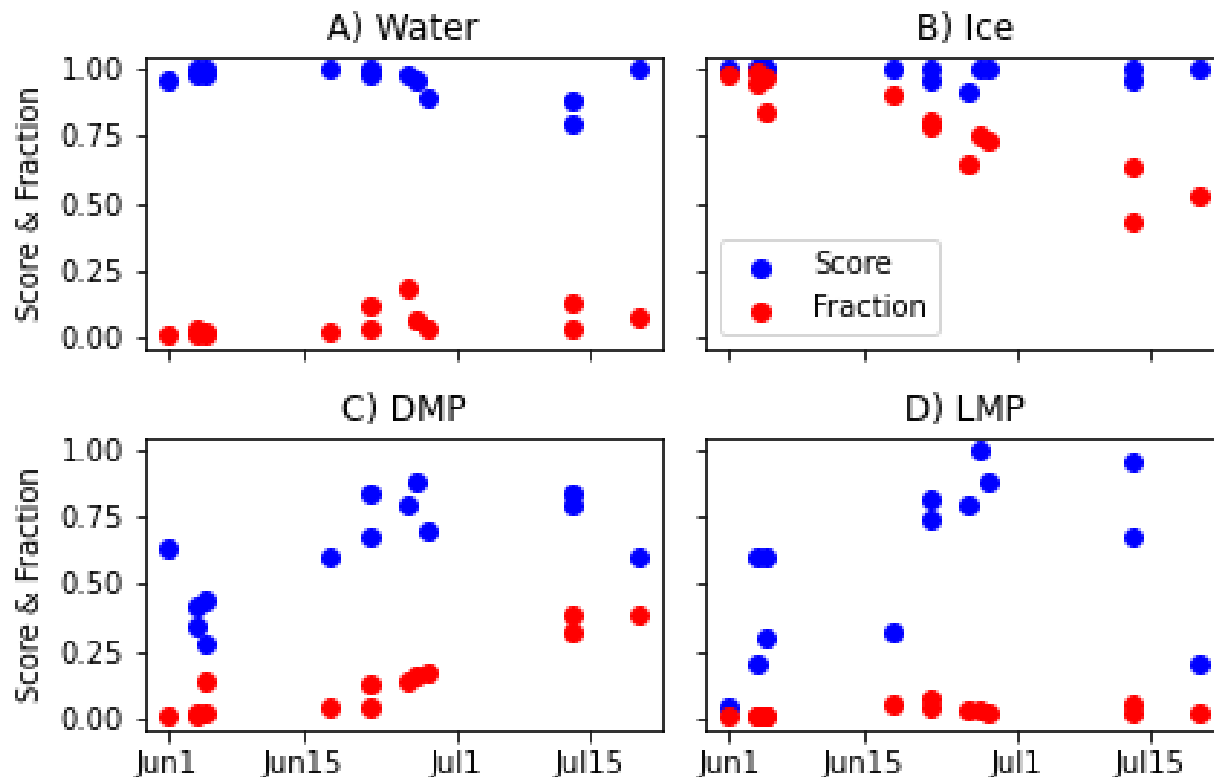 A) Water
B) Ice
Score & Fraction
1.00
0.75
0.50
0.25
0.00
Score
Fraction
C) DMP
D) LMP
Score & Fraction
1.00
0.75
0.50
0.25
0.00
Jun1 Jun15 Jul1 Jul15
Jun1 Jun15 Jul1 Jul15